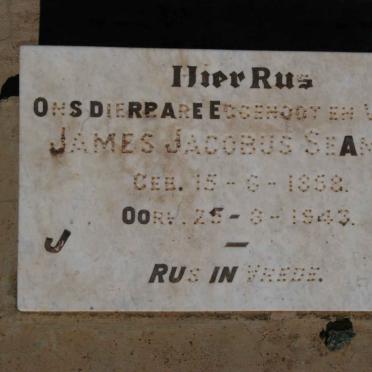 Hier Rus
ONS DIERBARE EGGENOOT EN V
JAMES JACOBUS SEAM
GEB. 15 - 6 - 1868.
OORL. 25 - 8 - 1943.
J
RUS IN VREDE.